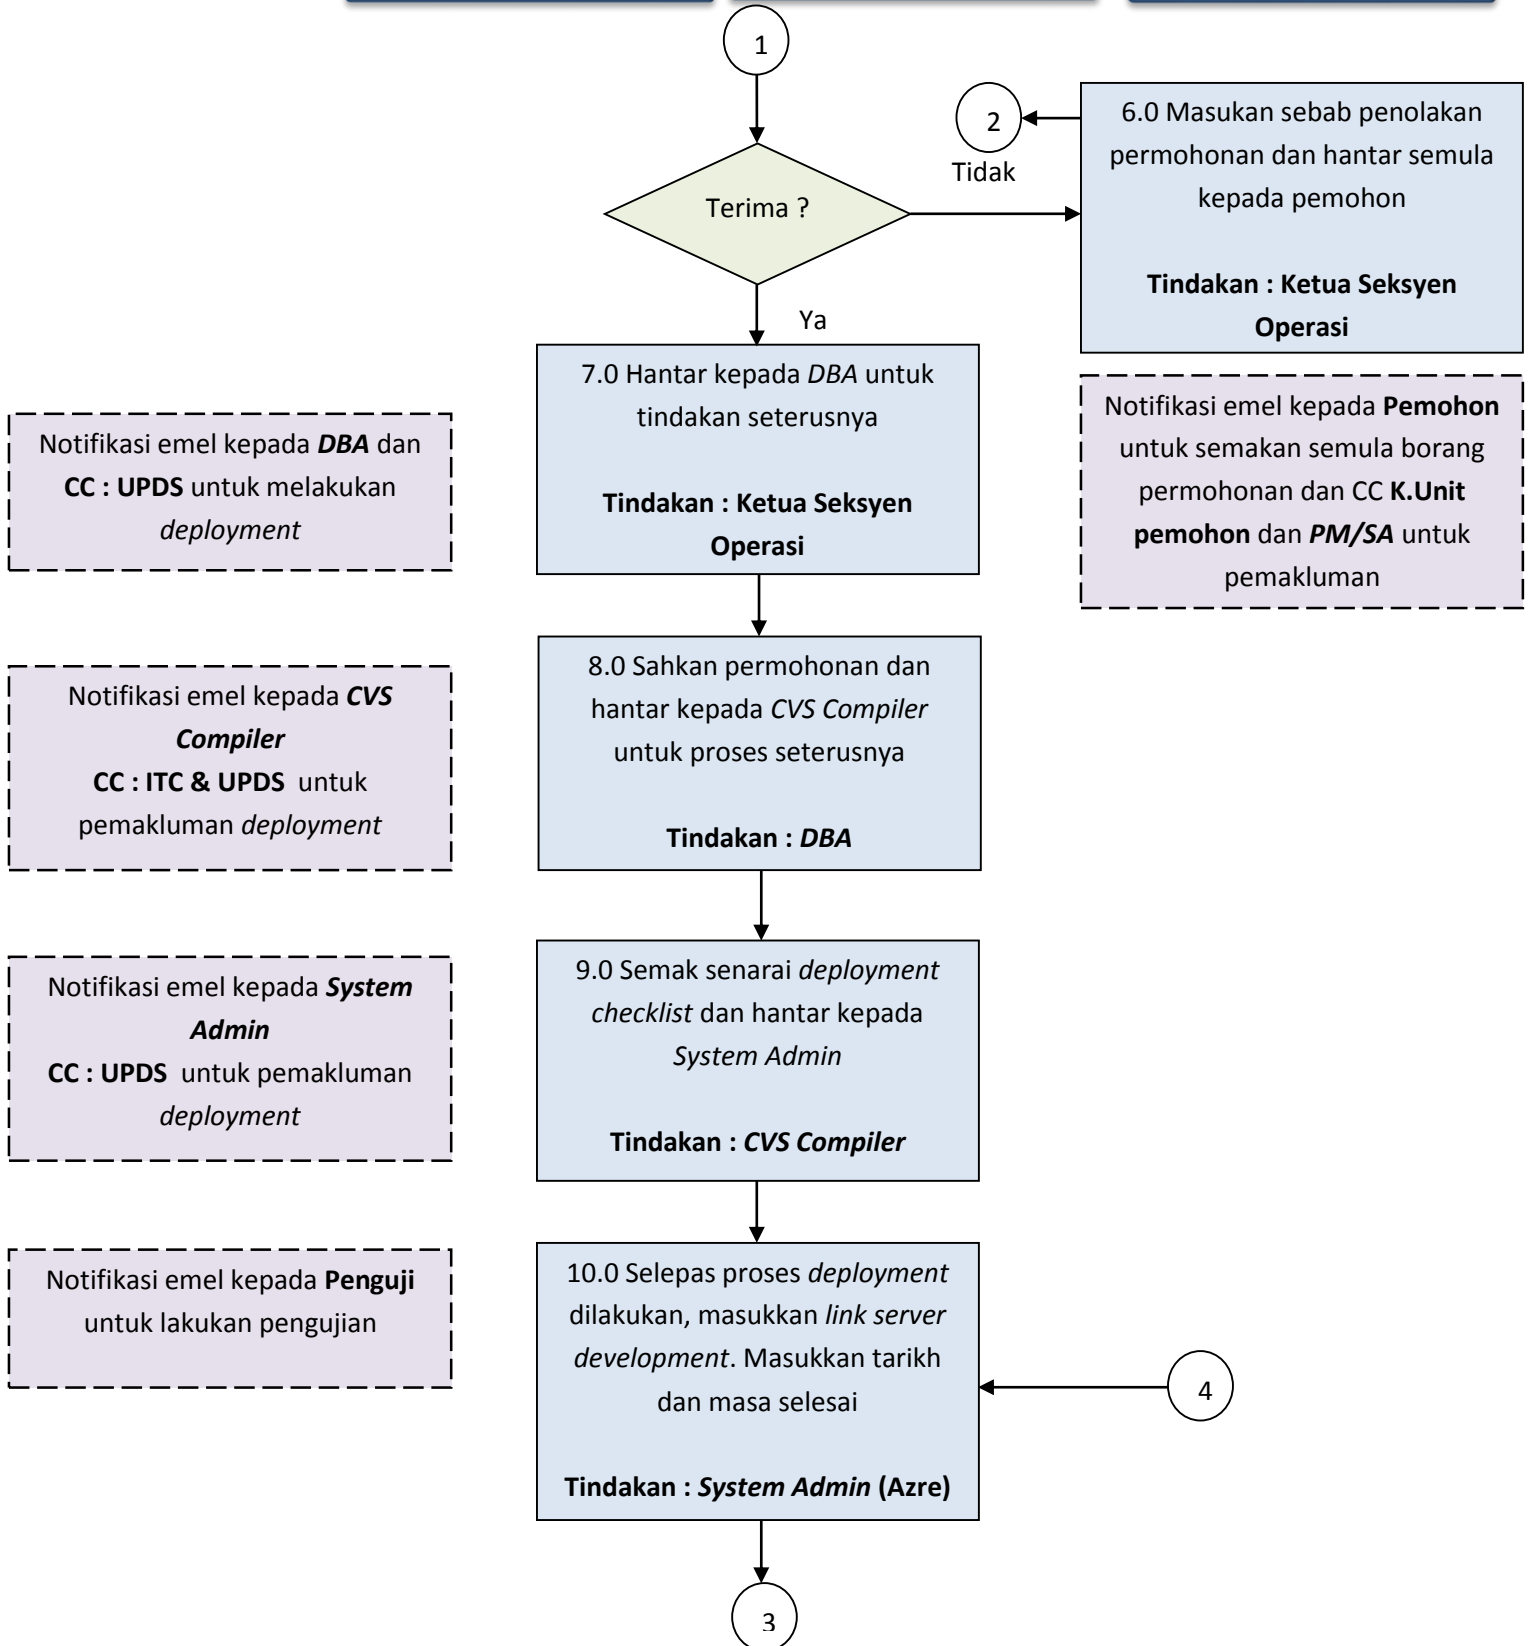 1
2
Tidak
6.0 Masukan sebab penolakan
permohonan dan hantar semula
kepada pemohon
Tindakan : Ketua Seksyen
Operasi
Terima ?
Ya
7.0 Hantar kepada DBA untuk
tindakan seterusnya
Tindakan : Ketua Seksyen
Operasi
Notifikasi emel kepada Pemohon
untuk semakan semula borang
permohonan dan CC K.Unit
pemohon dan PM/SA untuk
pemakluman
Notifikasi emel kepada DBA dan
CC : UPDS untuk melakukan
deployment
8.0 Sahkan permohonan dan
hantar kepada CVS Compiler
untuk proses seterusnya
Tindakan : DBA
Notifikasi emel kepada CVS
Compiler
CC : ITC & UPDS untuk
pemakluman deployment
9.0 Semak senarai deployment
checklist dan hantar kepada
System Admin
Tindakan : CVS Compiler
Notifikasi emel kepada System
Admin
CC : UPDS untuk pemakluman
deployment
10.0 Selepas proses deployment
dilakukan, masukkan link server
development. Masukkan tarikh
dan masa selesai
Tindakan : System Admin (Azre)
Notifikasi emel kepada Penguji
untuk lakukan pengujian
4
3